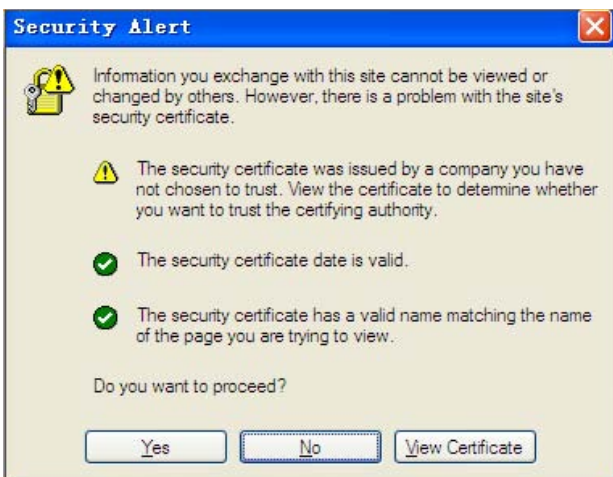 Security Alert
Information you exchange with this site cannot be viewed or
changed by others. However, there is a problem with the site's
security certificate.
The security certificate was issued by a company you have
not chosen to trust. View the certificate to determine whether
you want to trust the certifying authority.
The security certificate date is valid.
The security certificate has a valid name matching the name
of the page you are trying to view.
Do you want to proceed?
Yes
No
View Certificate